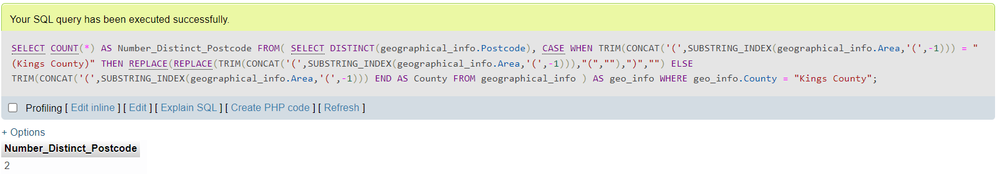 Your SQL query has been executed successfully.
SELECT COUNT(*) AS Number_Distinct_Postcode FROM( SELECT DISTINCT(geographical_info.Postcode), CASE WHEN TRIM(CONCAT('(',SUBSTRING_INDEX(geographical_info.Area,'(',-1))) = "
(Kings County)" THEN REPLACE(REPLACE(TRIM(CONCAT('(',SUBSTRING_INDEX(geographical_info.Area,'(',-1))),"(",""),")","") ELSE
TRIM(CONCAT('(',SUBSTRING_INDEX(geographical_info.Area,'(',-1))) END AS County FROM geographical_info ) AS geo_info WHERE geo_info.County = "Kings County";
Profiling [ Edit inline ] [ Edit ] [ Explain SQL ] [ Create PHP code ] [ Refresh ]
+ Options
Number_Distinct_Postcode
2